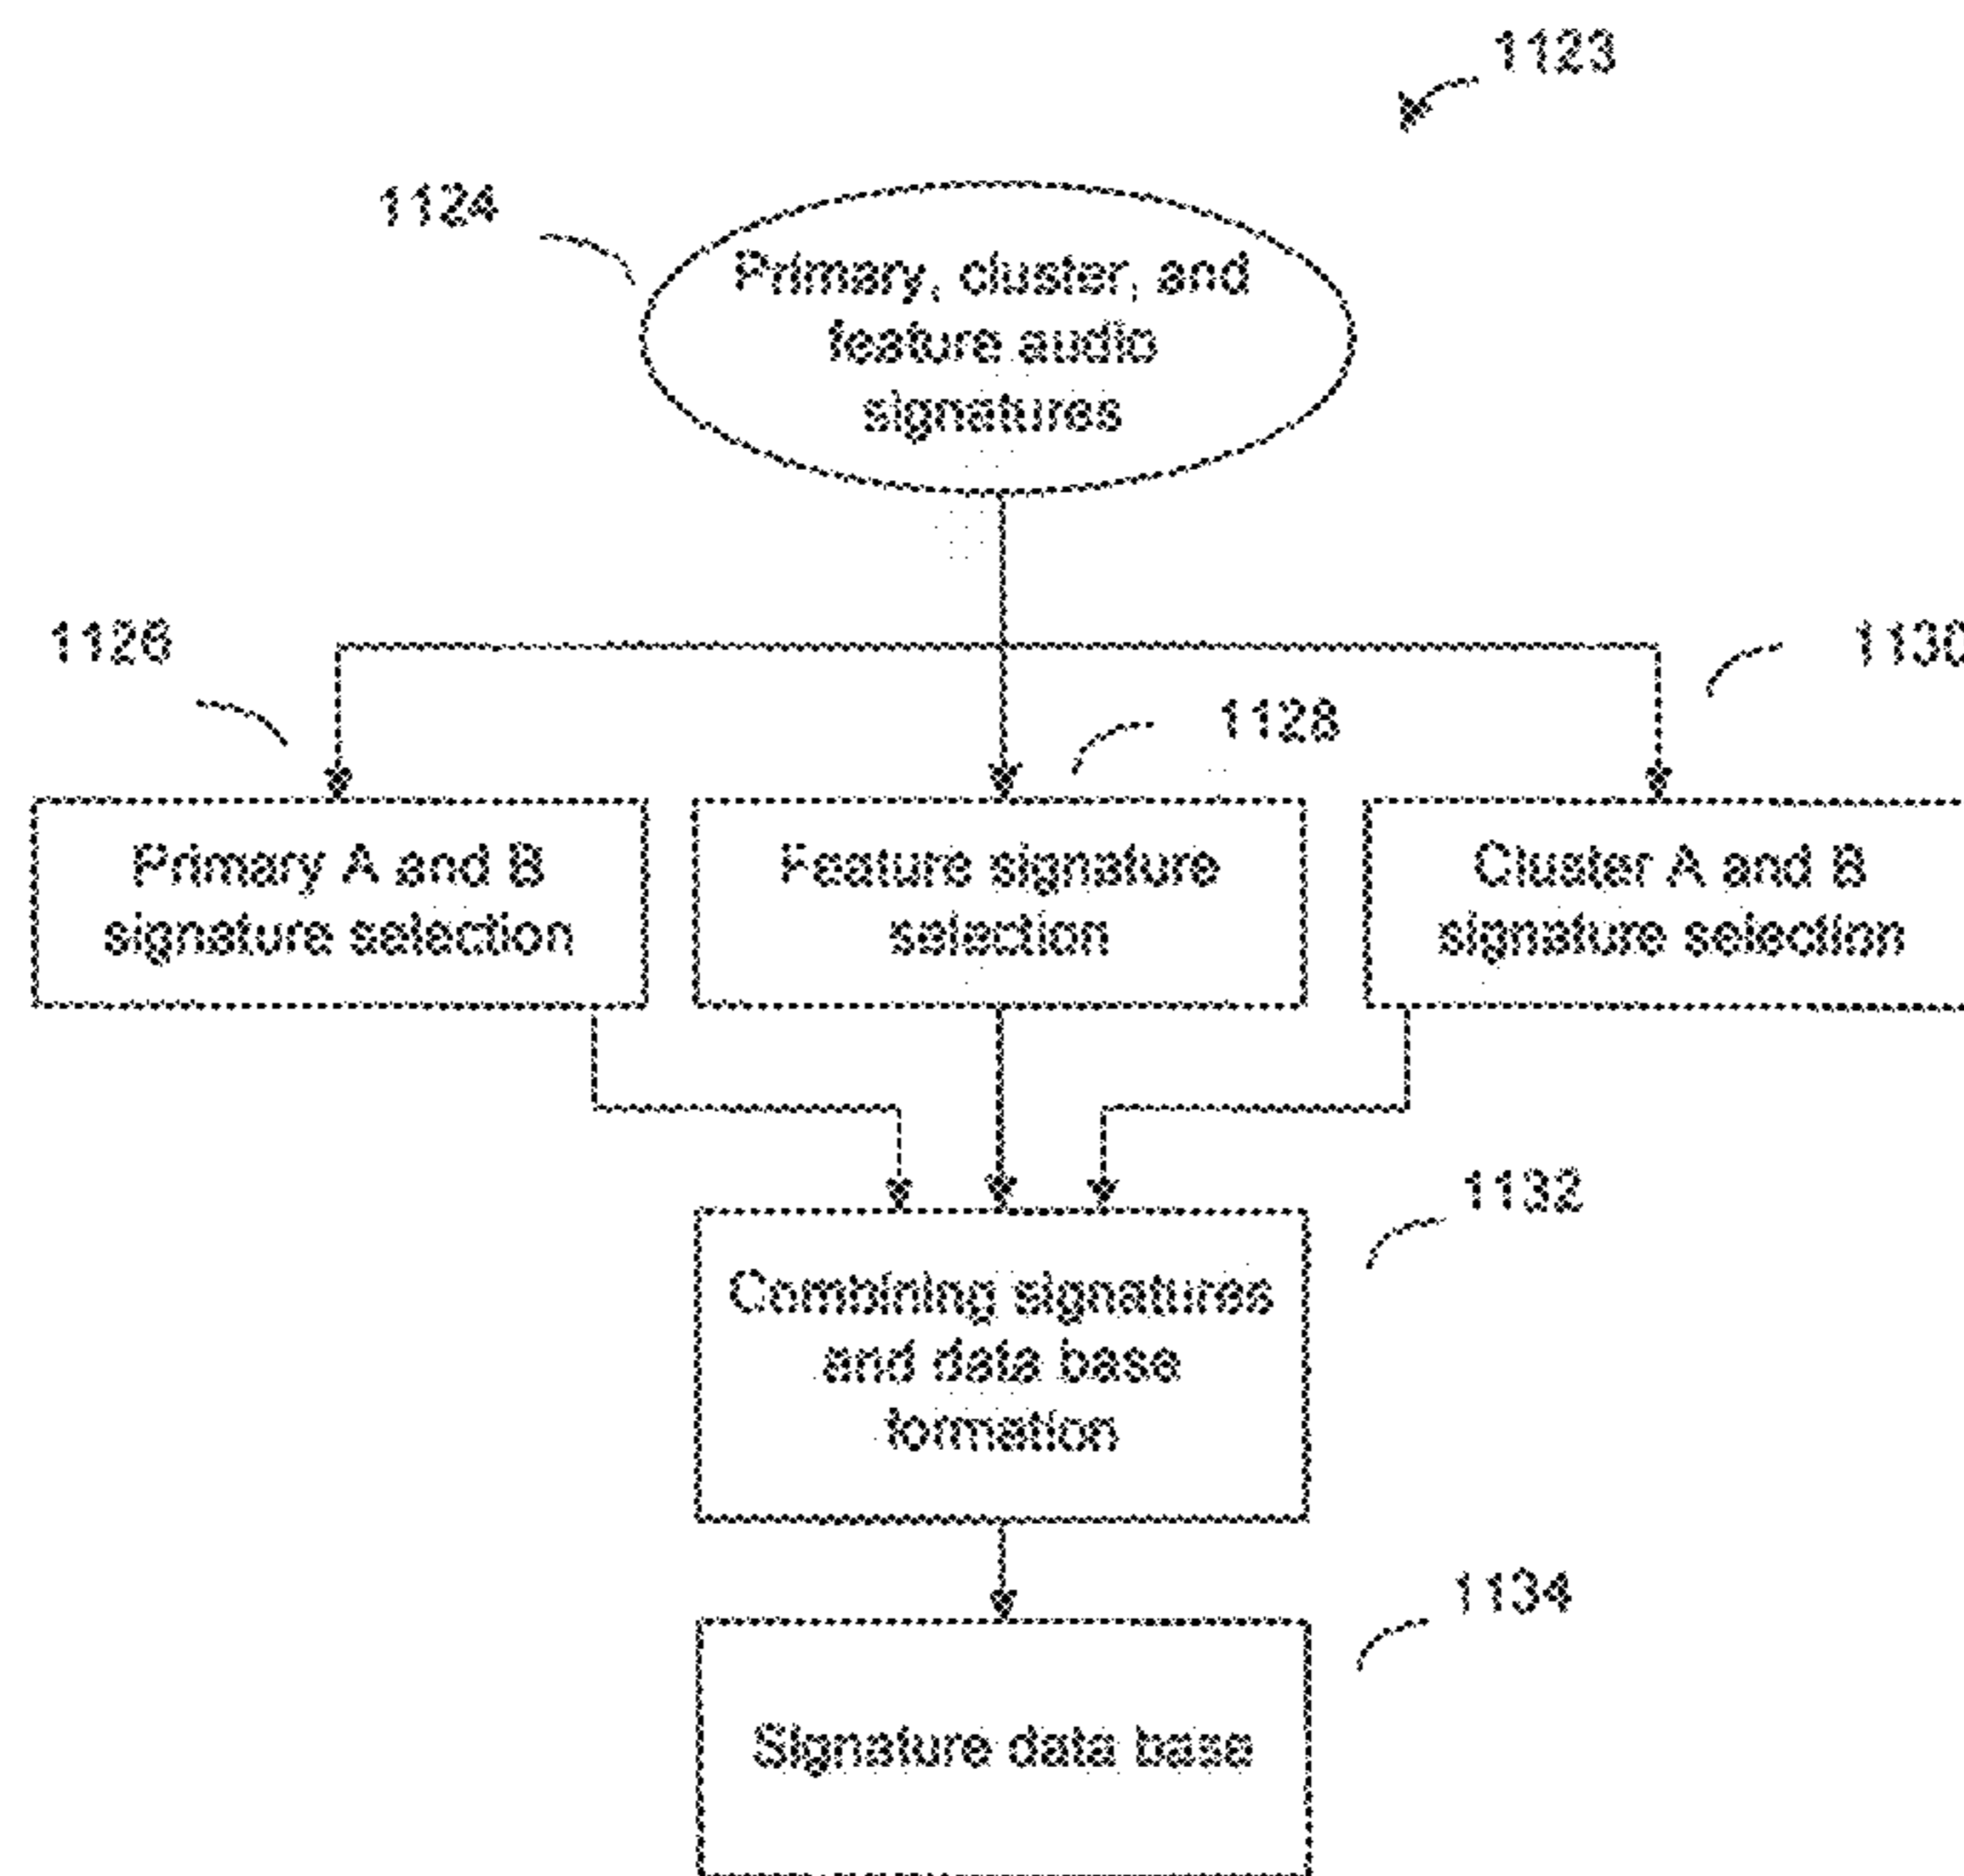 1123
1124
Primary, cluster, and
feature audio
signatures
1126
1130
1128
Primary A and B
signature selection
Feature signature
selection
Cluster A and B
signature selection
1132
Combining signatures
and data base
formation
1134
Signature data base